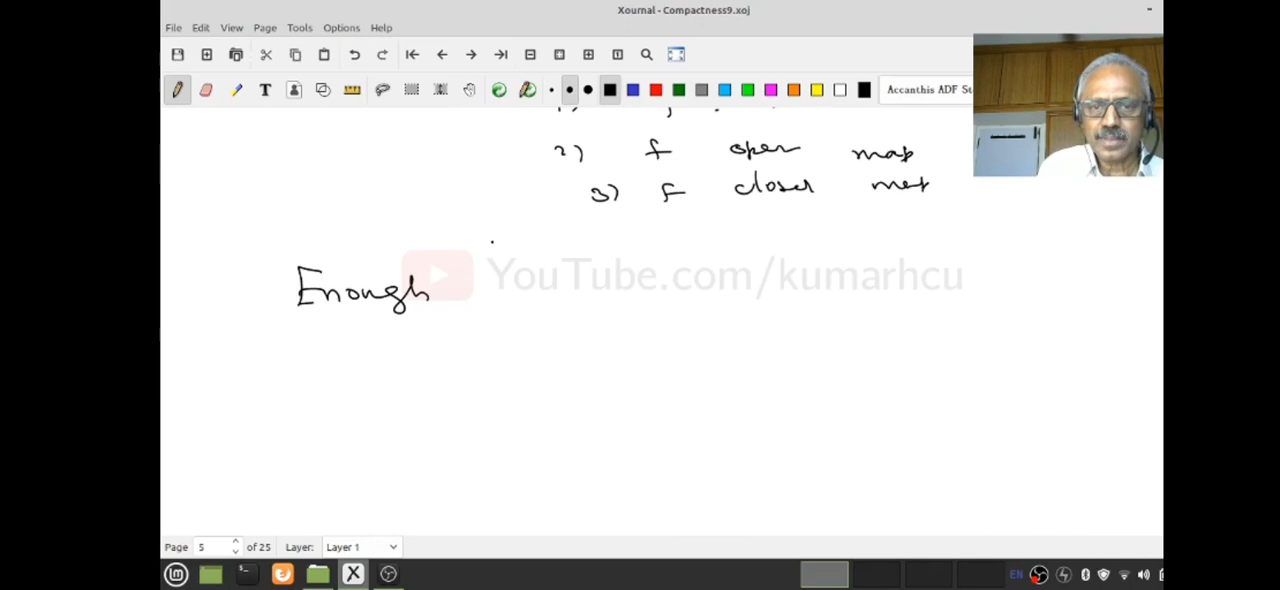 Xournal - Compactness9.xoj
File Edit View Page Tools Options Help
Accanthis ADF St
2) f open map
3) f closed map
Enough
YouTube.com/kumarhcu
Page 5 of 25 Layer: Layer 1
EN